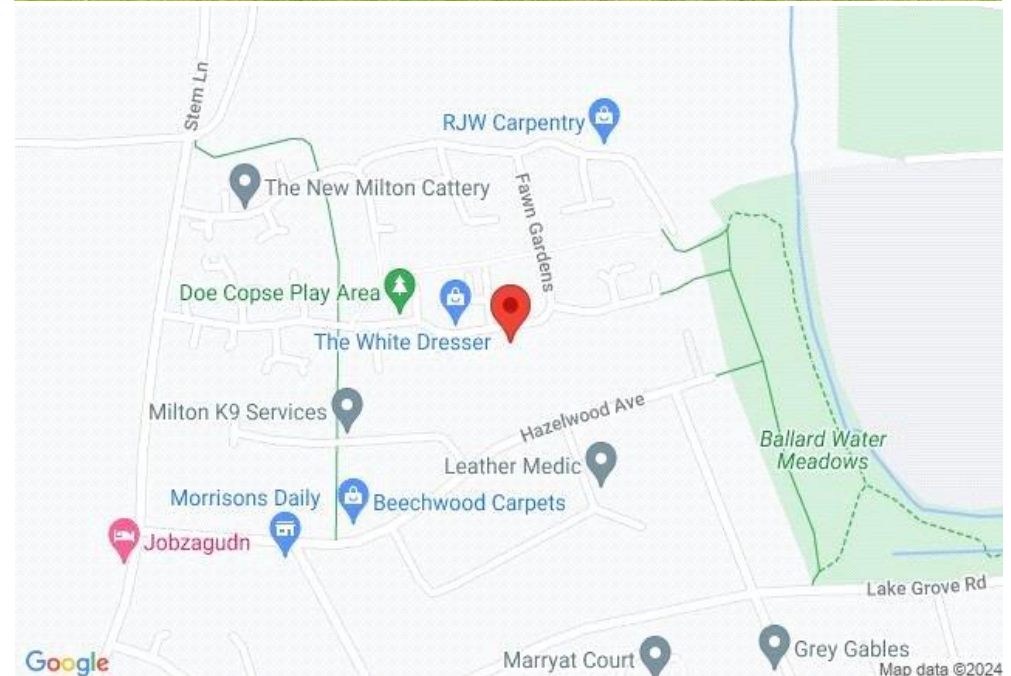 Stem Ln
RJW Carpentry
The New Milton Cattery
Fawn Gardens
Doe Copse Play Area
The White Dresser
Milton K9 Services
Hazelwood Ave
Leather Medic
Ballard Water
Meadows
Morrisons Daily
Beechwood Carpets
Jobzagudn
Lake Grove Rd
Google
Marryat Court
Grey Gables
Map data ©2024